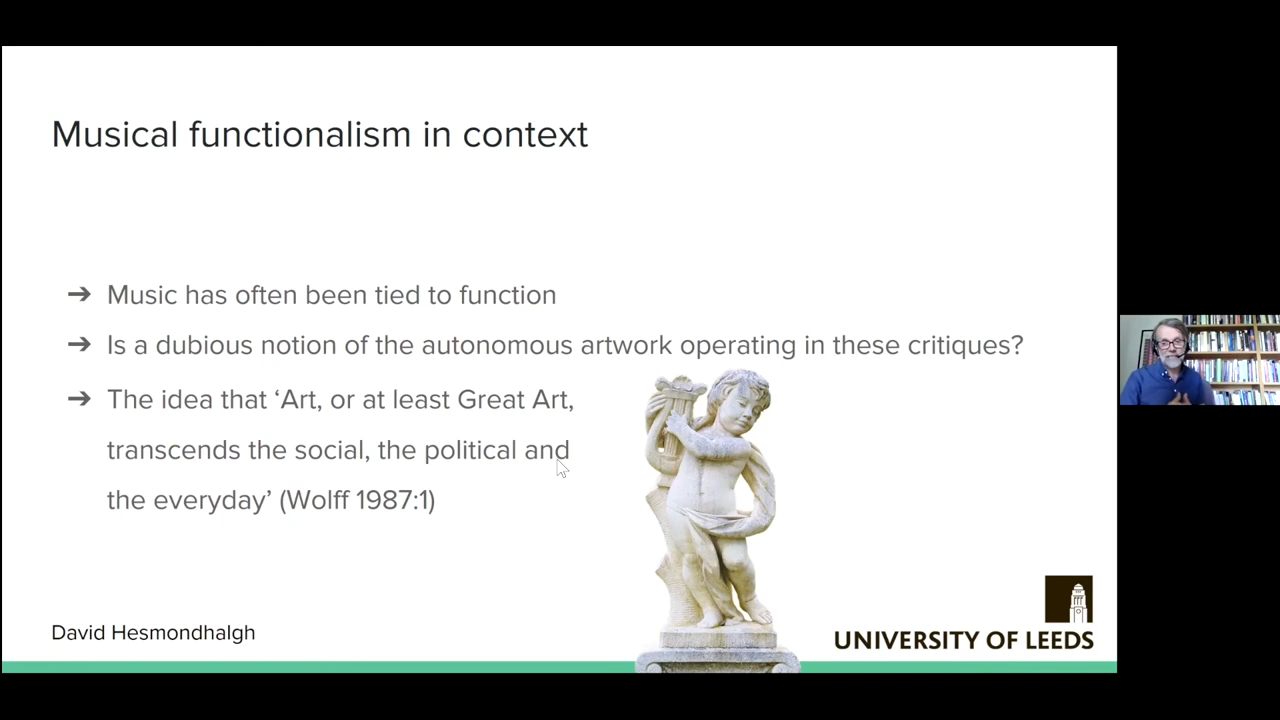 Musical functionalism in context
➔ Music has often been tied to function
➔ Is a dubious notion of the autonomous artwork operating in these critiques?
➔ The idea that ‘Art, or at least Great Art,
transcends the social, the political and
the everyday’ (Wolff 1987:1)
David Hesmondhalgh
UNIVERSITY OF LEEDS